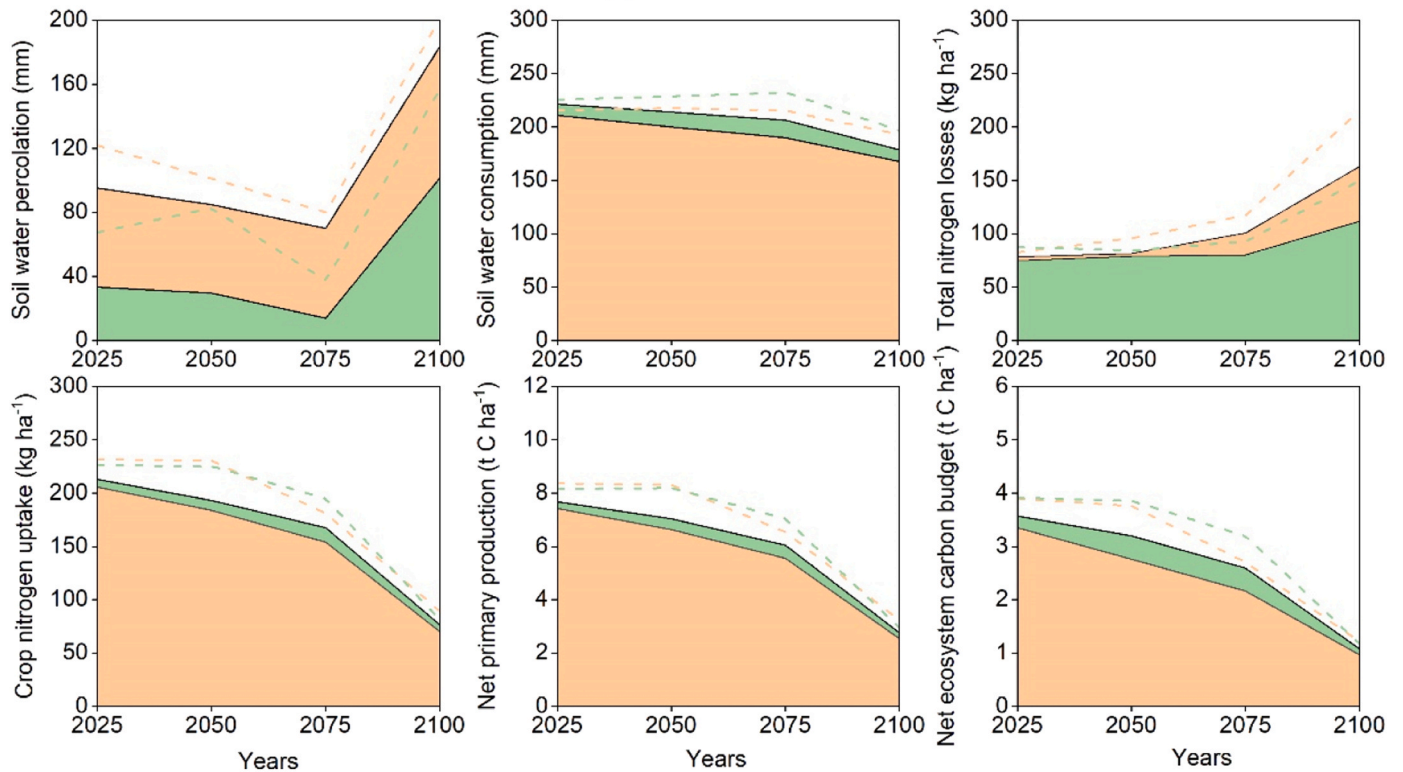 Soil water percolation (mm)
200
160
120
80
40
0
2025 2050 2075 2100
Soil water consumption (mm)
300
250
200
150
100
50
0
2025 2050 2075 2100
Total nitrogen losses (kg ha⁻¹)
300
250
200
150
100
50
0
2025 2050 2075 2100
Crop nitrogen uptake (kg ha⁻¹)
300
250
200
150
100
50
0
2025 2050 2075 2100
Years
Net primary production (t C ha⁻¹)
12
10
8
6
4
2
0
2025 2050 2075 2100
Years
Net ecosystem carbon budget (t C ha⁻¹)
6
5
4
3
2
1
0
2025 2050 2075 2100
Years